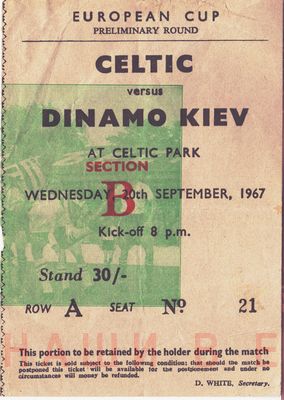 EUROPEAN CUP
PRELIMINARY ROUND
CELTIC
versus
DINAMO KIEV
AT CELTIC PARK
SECTION
B
WEDNESDAY 20th SEPTEMBER, 1967
Kick-off 8 p.m.
Stand 30/-
ROW A SEAT No 21
This portion to be retained by the holder during the match
This ticket is sold subject to the following condition: that should the match be
postponed this ticket will be available for the postponement and under no
circumstances will money be refunded.
D. WHITE, Secretary.